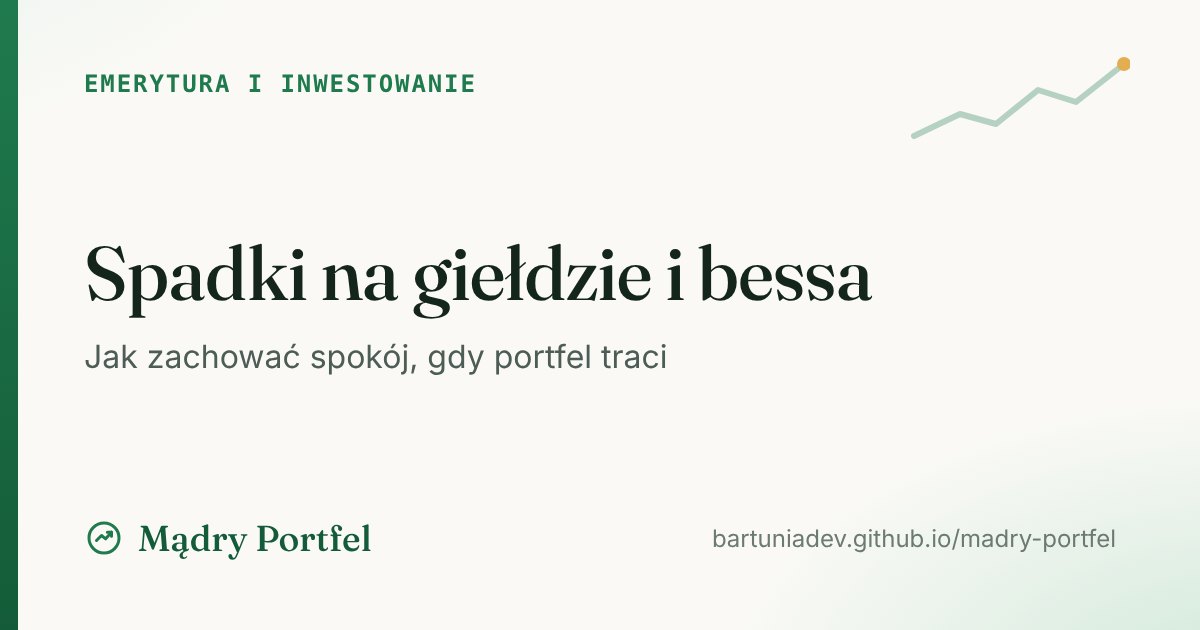 EMERYTURA I INWESTOWANIE
Spadki na giełdzie i bessa
Jak zachować spokój, gdy portfel traci
Mądry Portfel
bartuniadev.github.io/madry-portfel